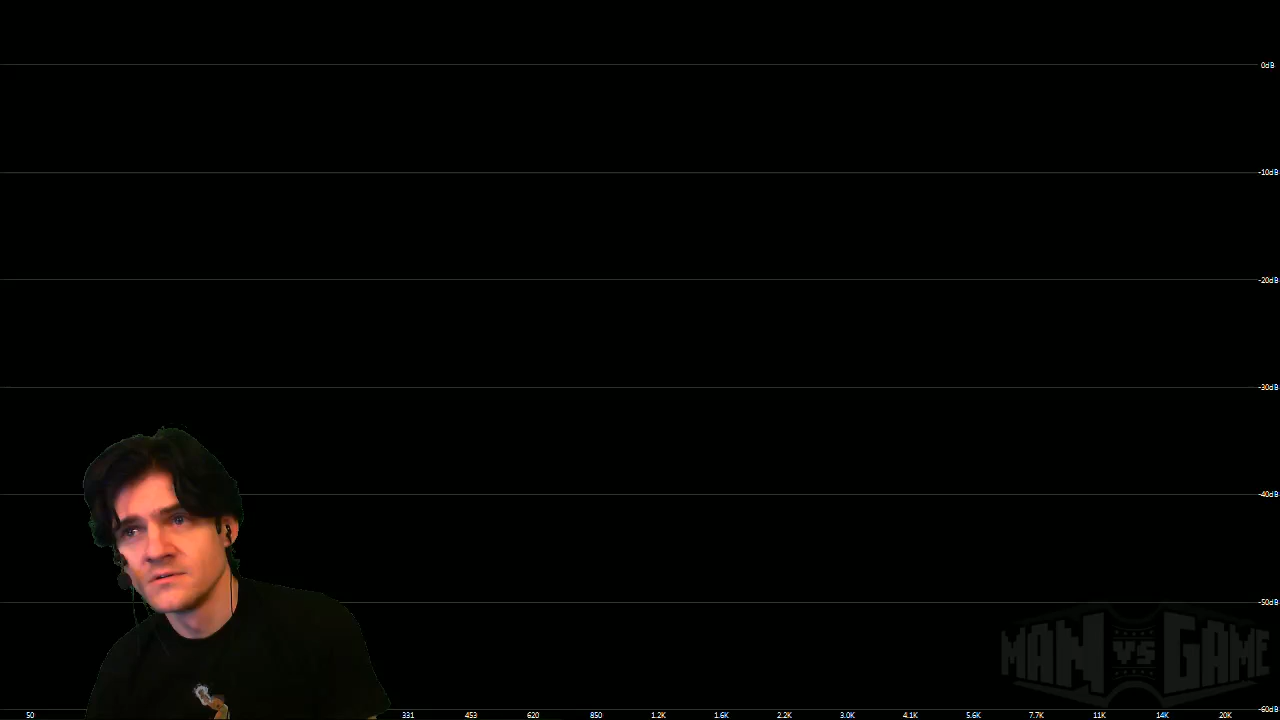 0dB
-10dB
-20dB
-30dB
-40dB
-50dB
MAN VS GAME
-60dB
50 331 453 620 850 1.2K 1.6K 2.2K 3.0K 4.1K 5.6K 7.7K 11K 14K 20K